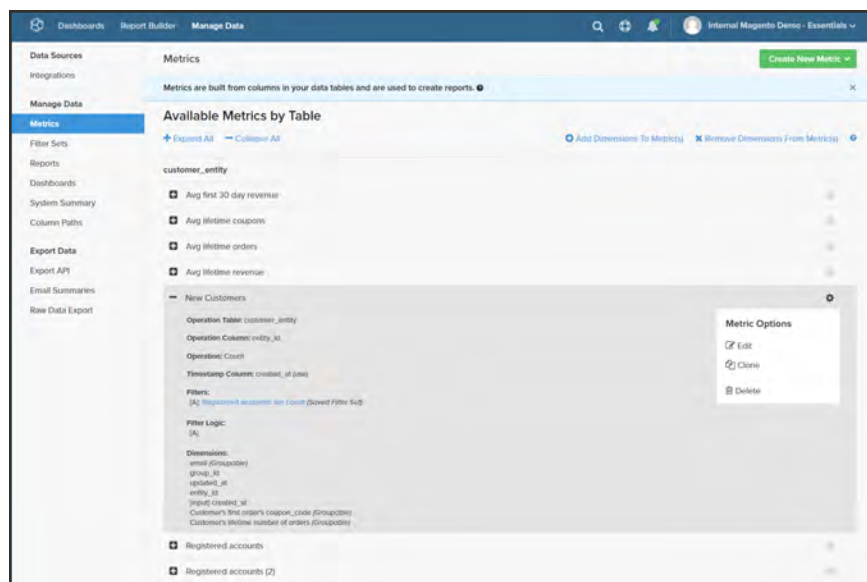 Dashboards Report Builder Manage Data Internal Magento Demo - Essentials
Data Sources
Integrations
Manage Data
Metrics
Filter Sets
Reports
Dashboards
System Summary
Column Paths
Export Data
Export API
Email Summaries
Raw Data Export
Metrics
Create New Metric
Metrics are built from columns in your data tables and are used to create reports.
Available Metrics by Table
Expand All Collapse All Add Dimensions To Metric(s) Remove Dimensions From Metric(s)
customer_entity
Avg first 30 day revenue
Avg lifetime coupons
Avg lifetime orders
Avg lifetime revenue
New Customers
Operation Table: customer_entity
Operation Column: entity_id
Operation: Count
Timestamp Column: created_at
Filters:
[A] Registered accounts we count (Saved Filter Set)
Filter Logic:
[A]
Dimensions:
email (Groupable)
group_id
updated_at
entity_id
[input] created_at
Customer's first order's coupon_code (Groupable)
Customer's lifetime number of orders (Groupable)
Metric Options
Edit
Clone
Delete
Registered accounts
Registered accounts (2)